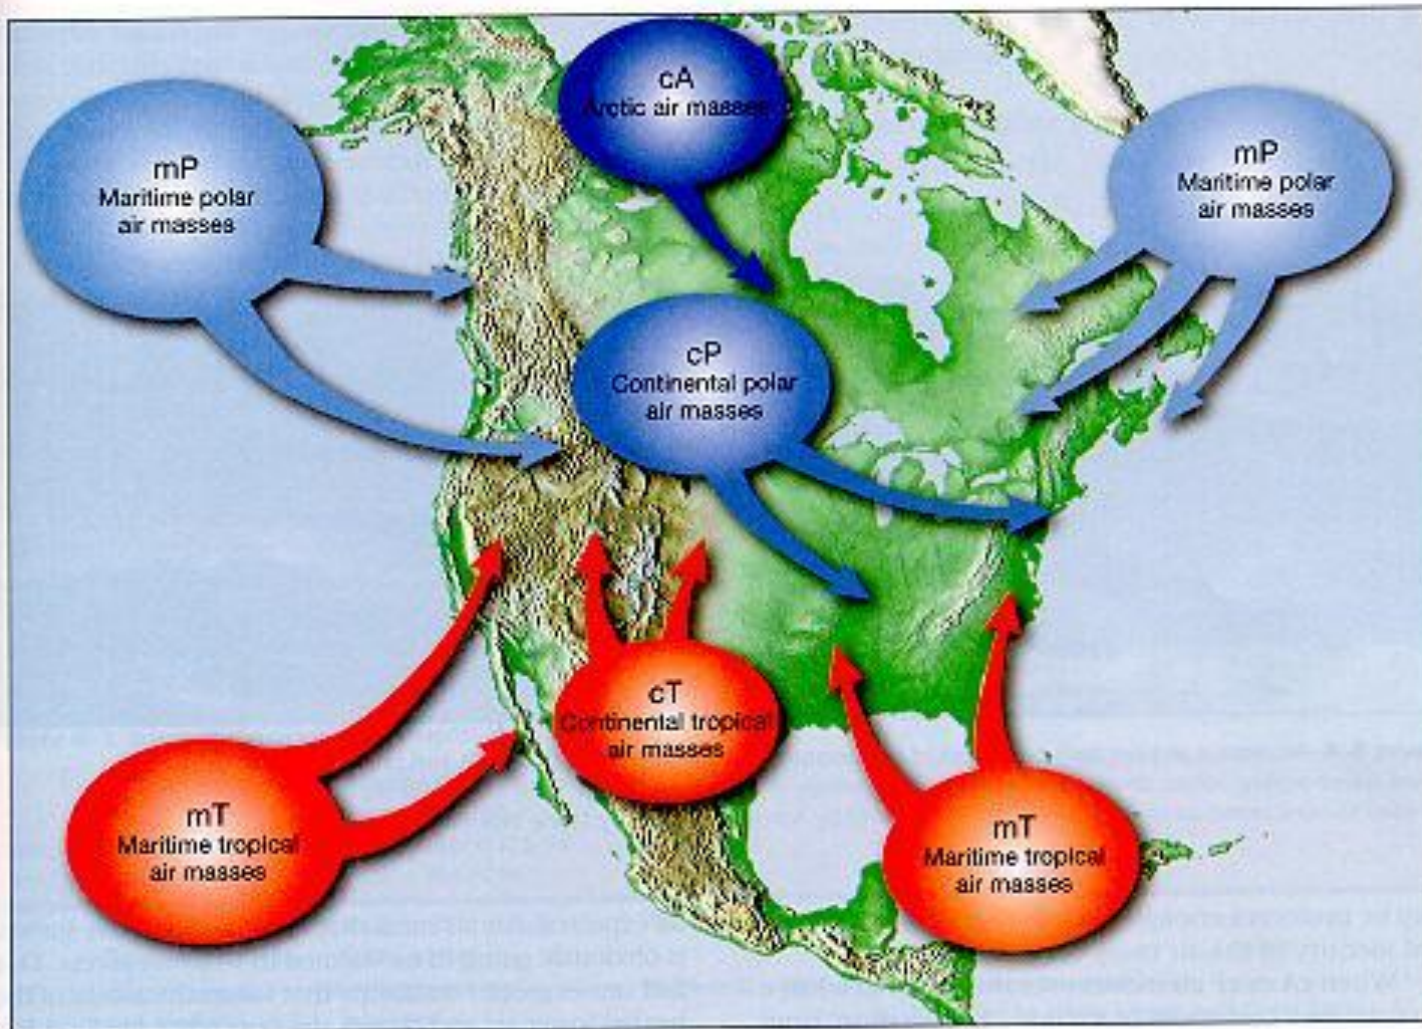 cA
Arctic air masses
mP
Maritime polar
air masses
mP
Maritime polar
air masses
cP
Continental polar
air masses
cT
Continental tropical
air masses
mT
Maritime tropical
air masses
mT
Maritime tropical
air masses